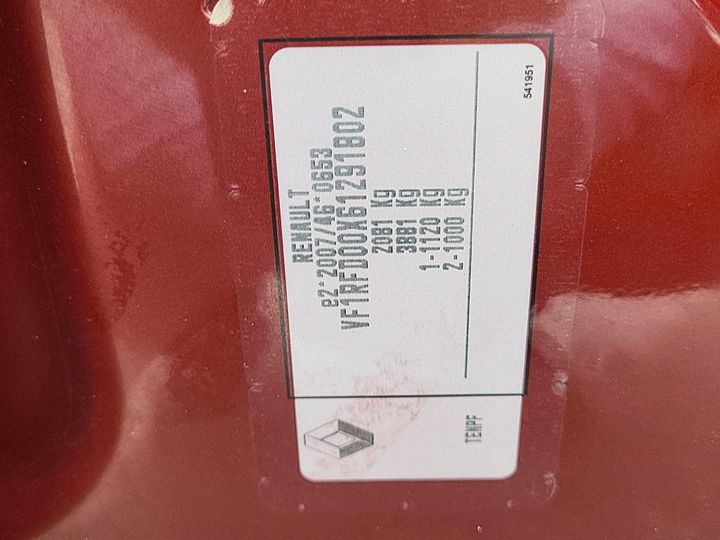 RENAULT
e2*2007/46*0653
VF1RFD00X61291802
2081 Kg
3881 Kg
1-1120 Kg
2-1000 Kg
541951
TENPF